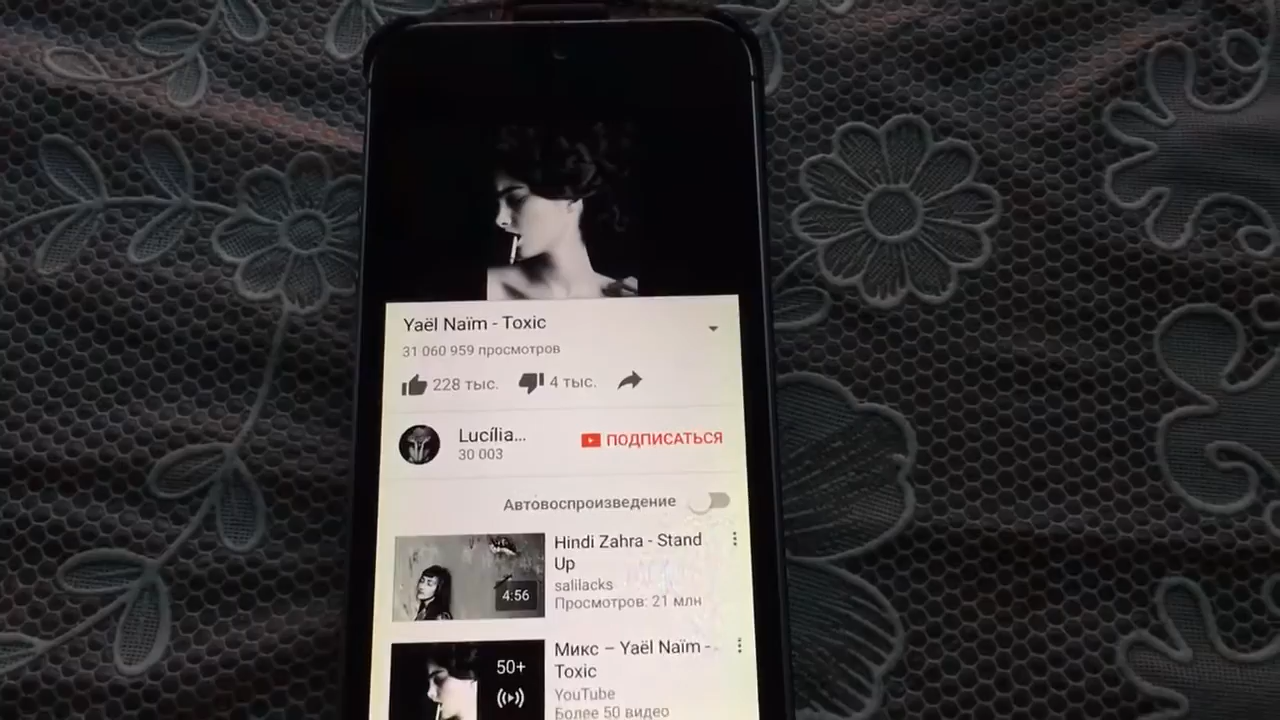 Yaël Naïm - Toxic
31 060 959 просмотров
228 тыс. 4 тыс.
Lucília... ПОДПИСАТЬСЯ
30 003
Автовоспроизведение
Hindi Zahra - Stand
Up
salilacks
4:56
Просмотров: 21 млн
Микс – Yaël Naïm -
Toxic
50+
YouTube
Более 50 видео